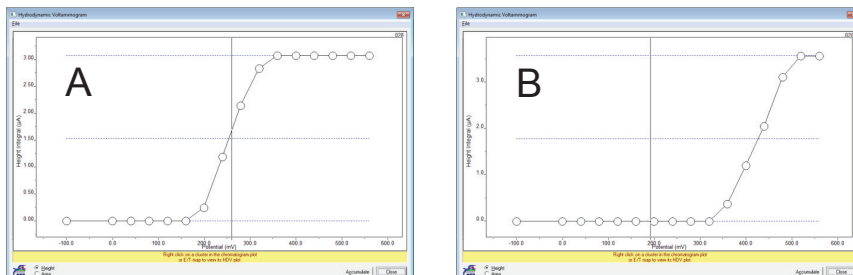 Hydrodynamic Voltammogram
File
A
3.00
2.50
2.00
1.50
1.00
0.50
0.00
Height Integral (µA)
-100.0 0.0 100.0 200.0 300.0 400.0 500.0 600.0
Potential (mV)
Right click on a cluster in the chromatogram plot
or E/T map to view its HDV plot
Height
Area
Accumulate
Close
Hydrodynamic Voltammogram
File
B
3.0
2.0
1.0
0.0
Height Integral (µA)
-100.0 0.0 100.0 200.0 300.0 400.0 500.0 600.0
Potential (mV)
Right click on a cluster in the chromatogram plot
or E/T map to view its HDV plot
Height
Area
Accumulate
Close